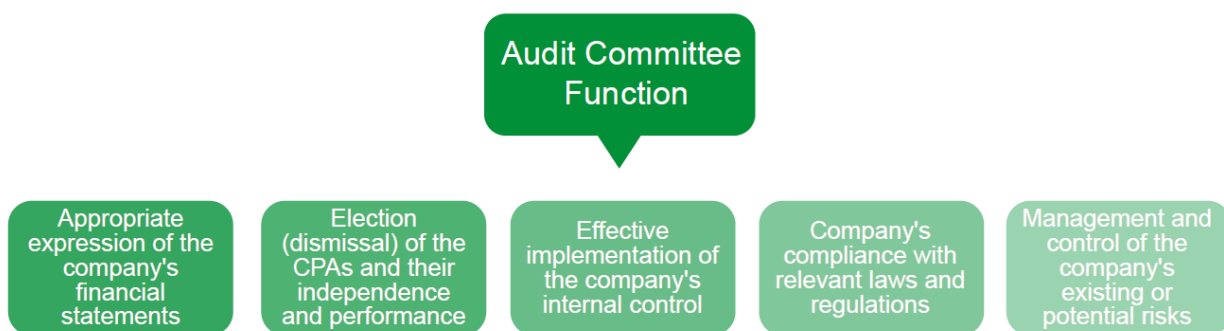 Audit Committee
Function
Appropriate
expression of the
company's
financial
statements
Election
(dismissal) of the
CPAs and their
independence
and performance
Effective
implementation of
the company's
internal control
Company's
compliance with
relevant laws and
regulations
Management and
control of the
company's
existing or
potential risks